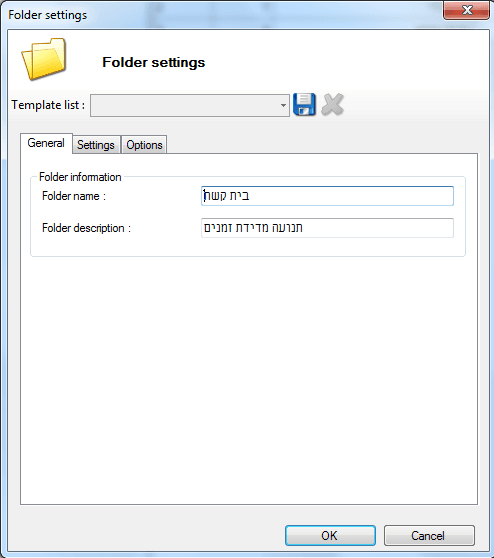 Folder settings
Folder settings
Template list :
General
Settings
Options
Folder information
Folder name :
בית קשת
Folder description :
תנועה מדידת זמנים
OK
Cancel